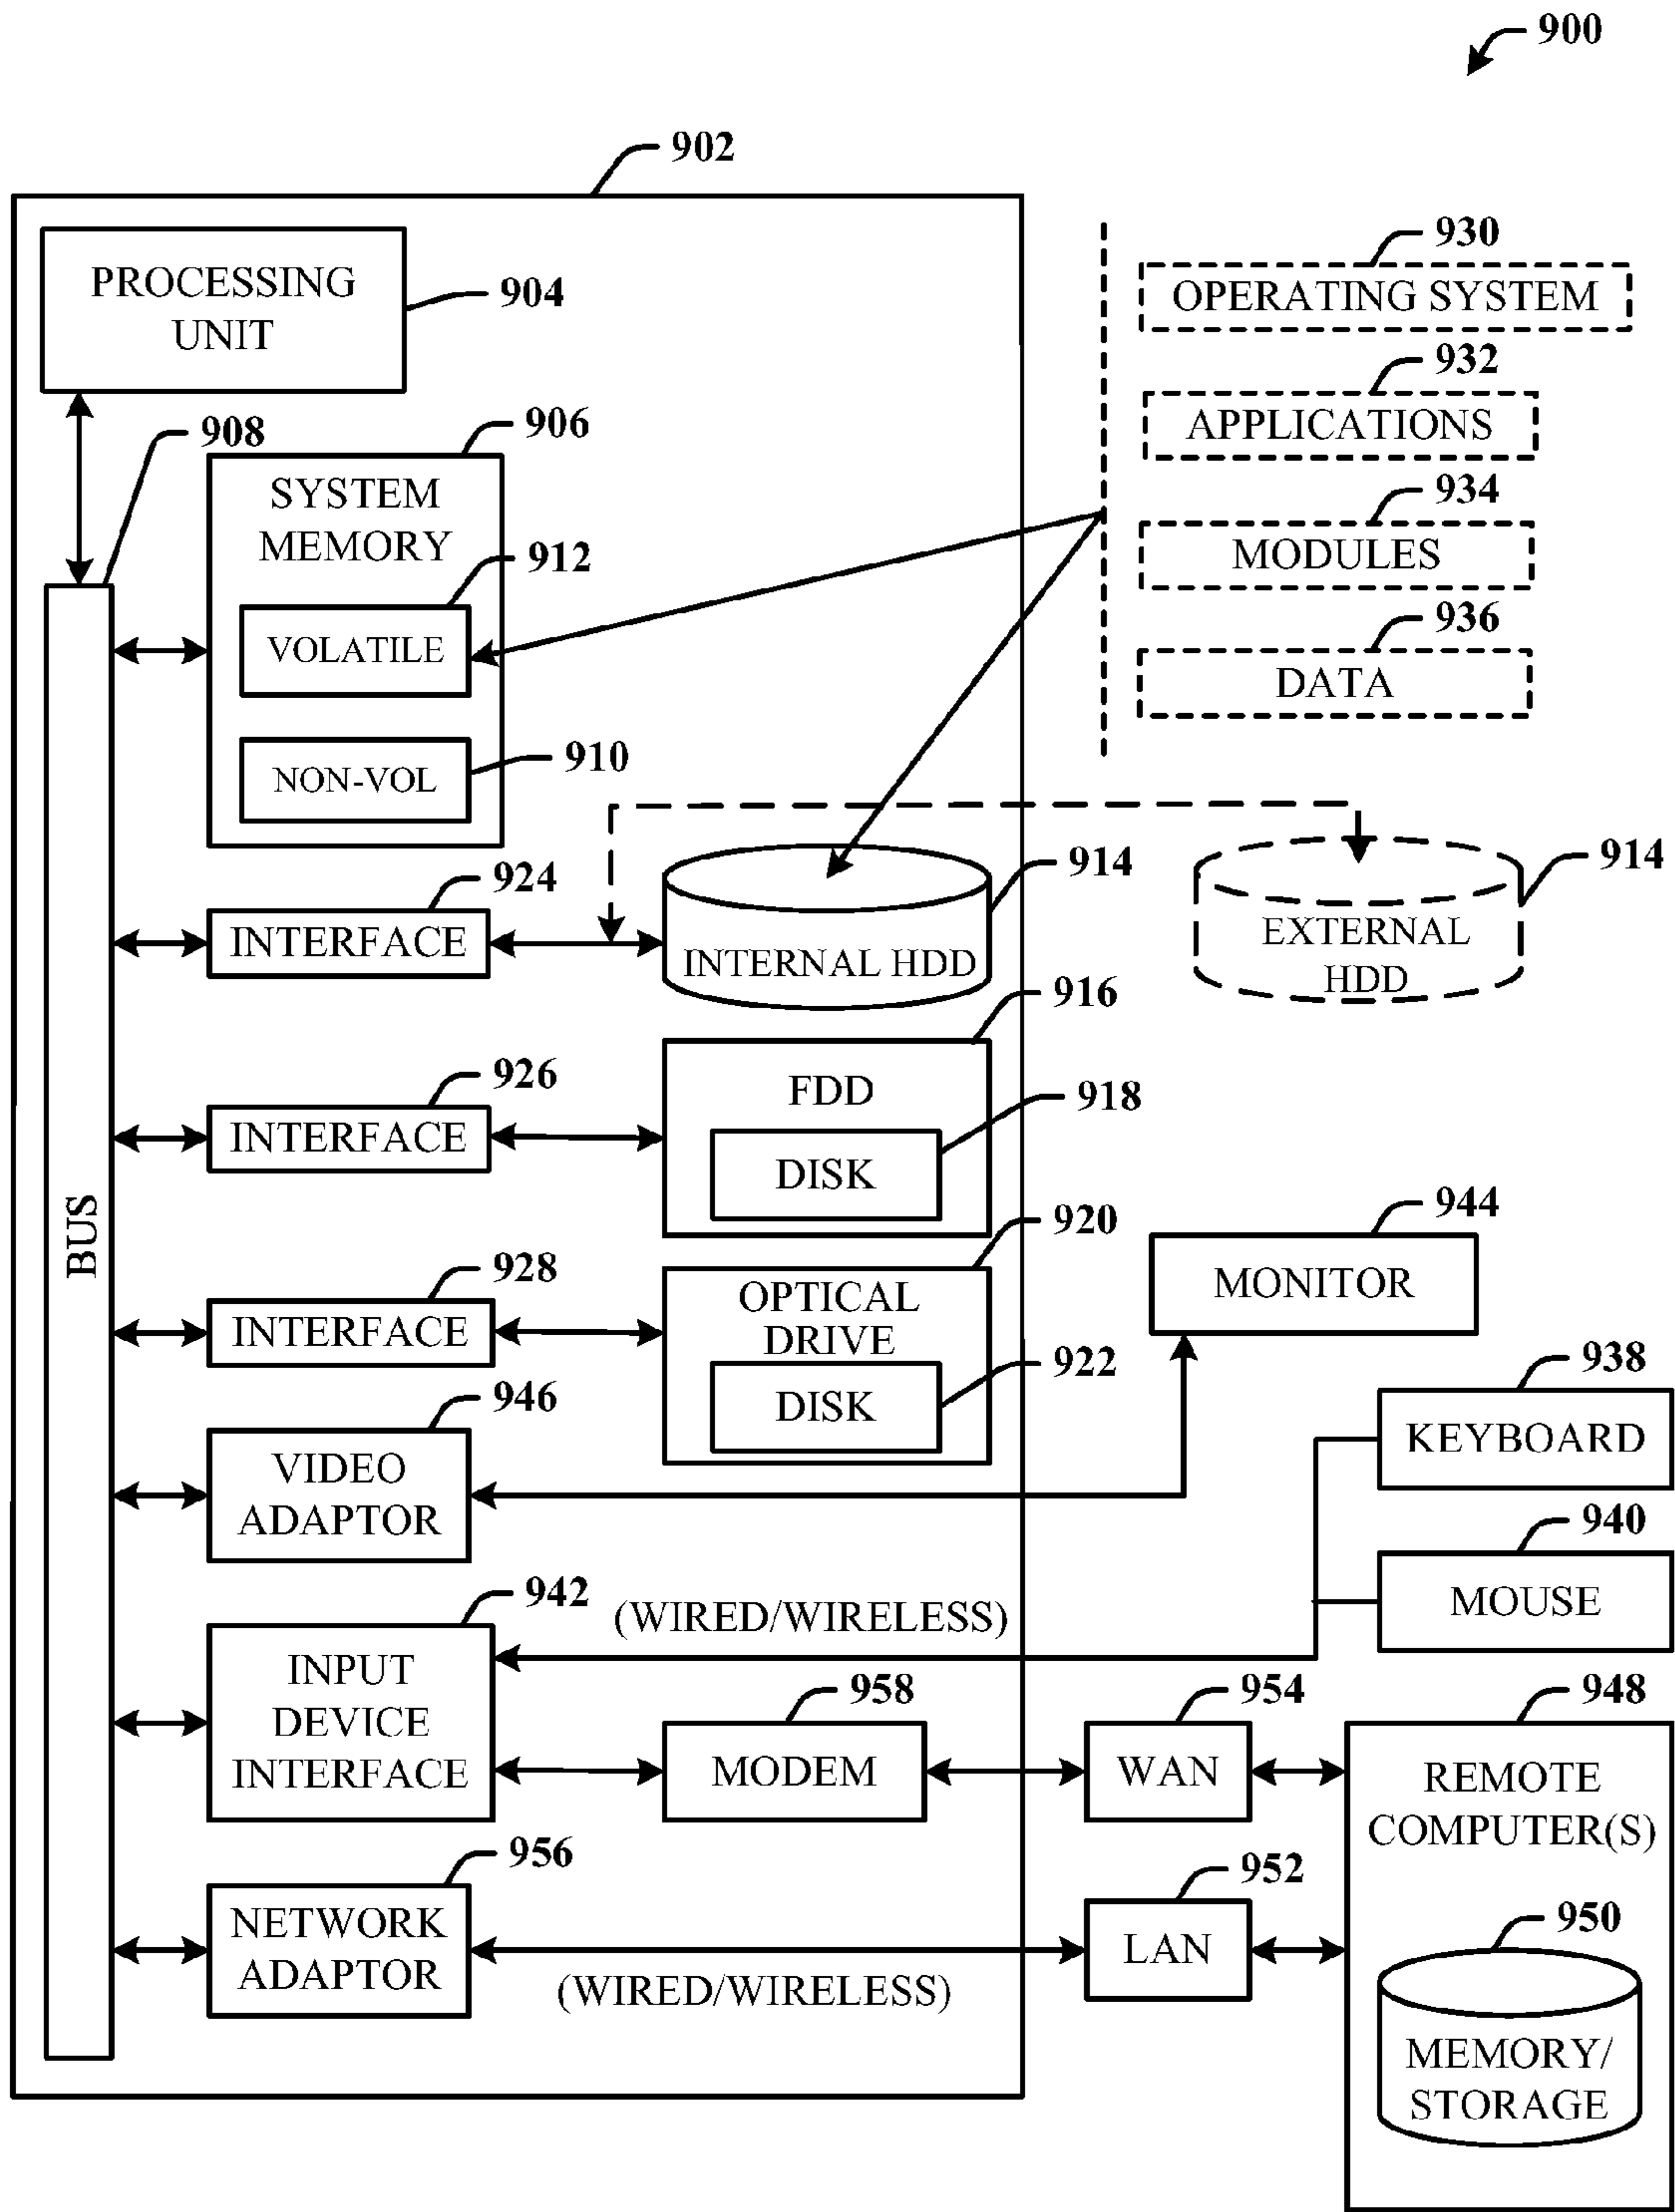 900
902
PROCESSING
UNIT
904
908
906
SYSTEM
MEMORY
912
VOLATILE
910
NON-VOL
930
OPERATING SYSTEM
932
APPLICATIONS
934
MODULES
936
DATA
BUS
924
INTERFACE
914
INTERNAL HDD
914
EXTERNAL
HDD
916
926
INTERFACE
FDD
918
DISK
920
928
INTERFACE
OPTICAL
DRIVE
922
DISK
944
MONITOR
946
VIDEO
ADAPTOR
938
KEYBOARD
940
MOUSE
942
(WIRED/WIRELESS)
INPUT
DEVICE
INTERFACE
958
MODEM
954
WAN
948
REMOTE
COMPUTER(S)
956
NETWORK
ADAPTOR
(WIRED/WIRELESS)
952
LAN
950
MEMORY/
STORAGE